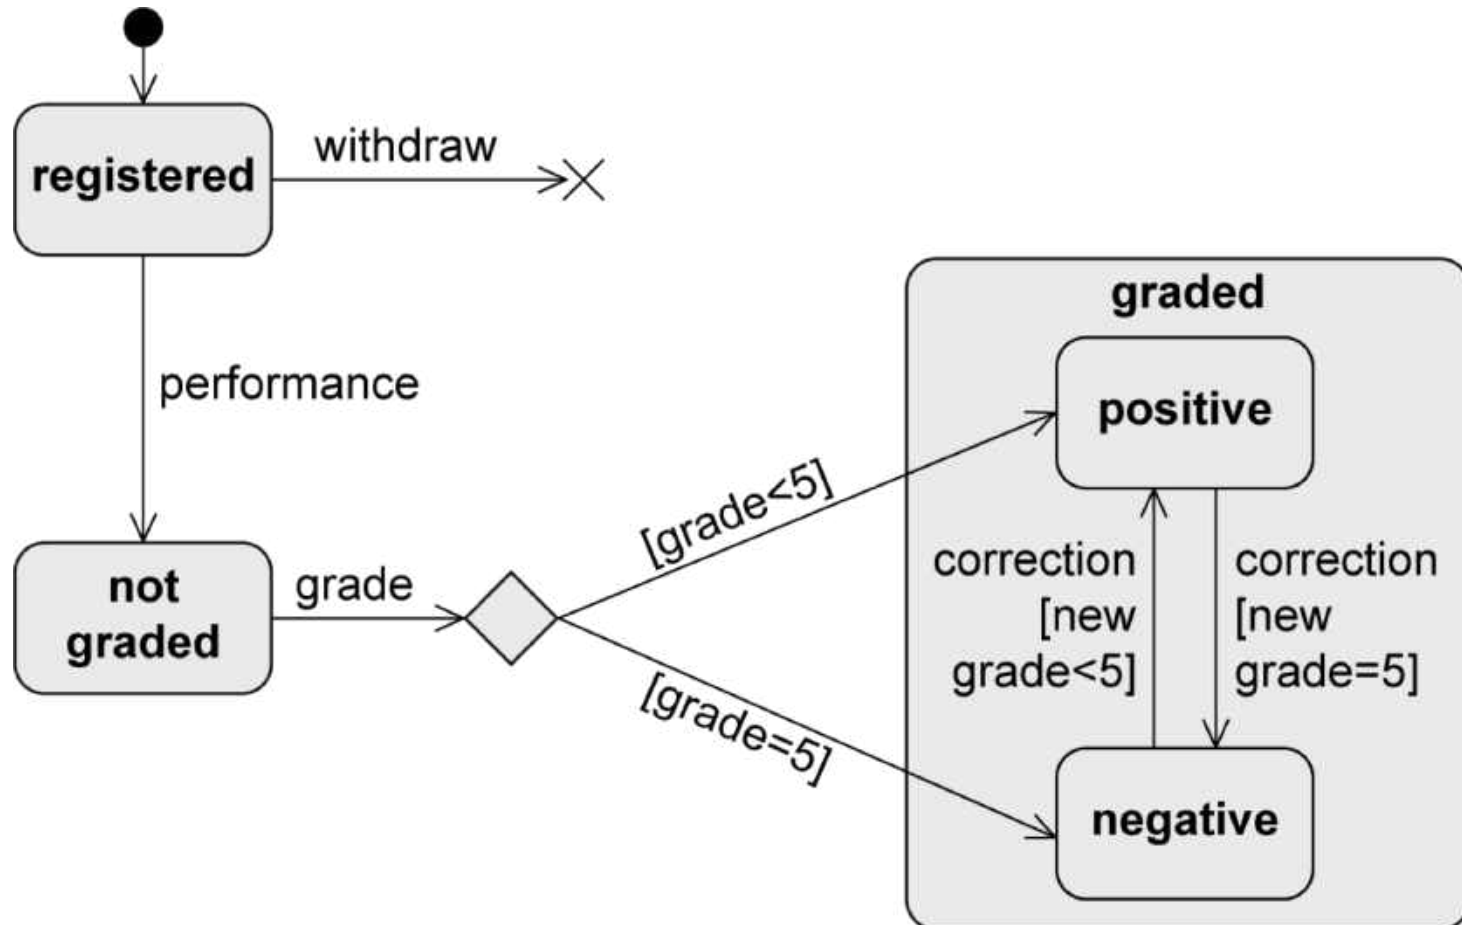 registered
withdraw
performance
not
graded
grade
[grade<5]
[grade=5]
graded
positive
correction
[new
grade<5]
correction
[new
grade=5]
negative